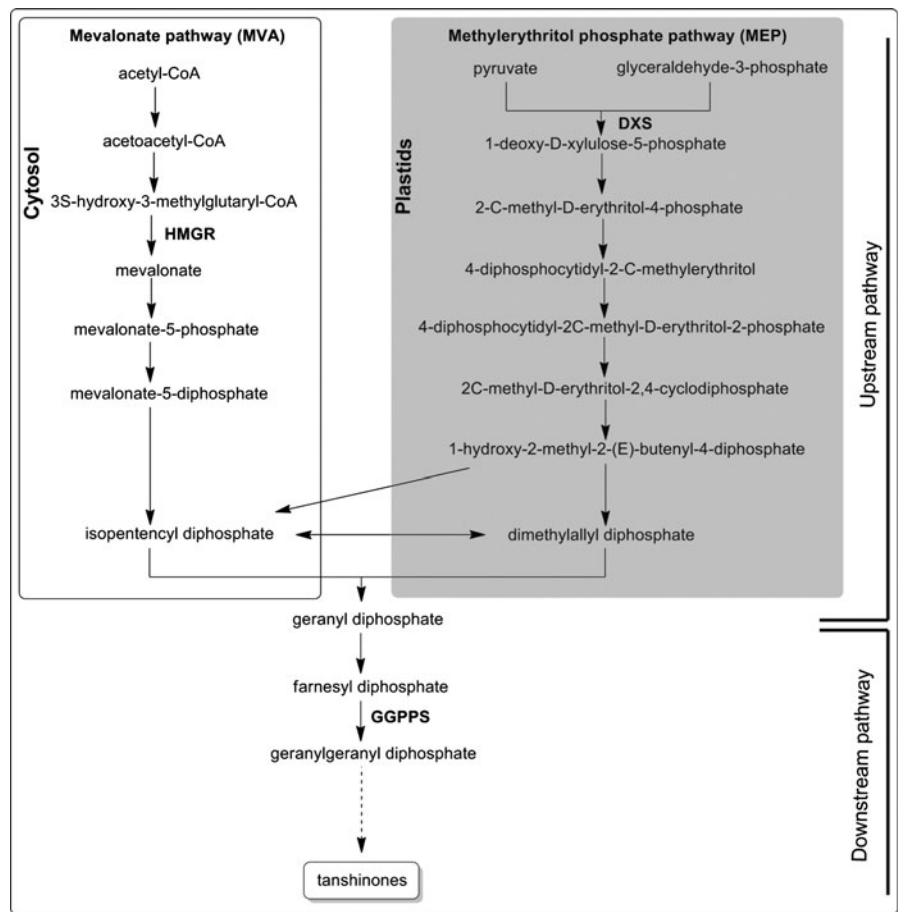 Mevalonate pathway (MVA)
acetyl-CoA
acetoacetyl-CoA
3S-hydroxy-3-methylglutaryl-CoA
HMGR
mevalonate
mevalonate-5-phosphate
mevalonate-5-diphosphate
isopentencyl diphosphate
Cytosol
Methylerythritol phosphate pathway (MEP)
pyruvate
glyceraldehyde-3-phosphate
DXS
1-deoxy-D-xylulose-5-phosphate
2-C-methyl-D-erythritol-4-phosphate
4-diphosphocytidyl-2-C-methylerythritol
4-diphosphocytidyl-2C-methyl-D-erythritol-2-phosphate
2C-methyl-D-erythritol-2,4-cyclodiphosphate
1-hydroxy-2-methyl-2-(E)-butenyl-4-diphosphate
dimethylallyl diphosphate
Plastids
geranyl diphosphate
farnesyl diphosphate
GGPPS
geranylgeranyl diphosphate
tanshinones
Upstream pathway
Downstream pathway